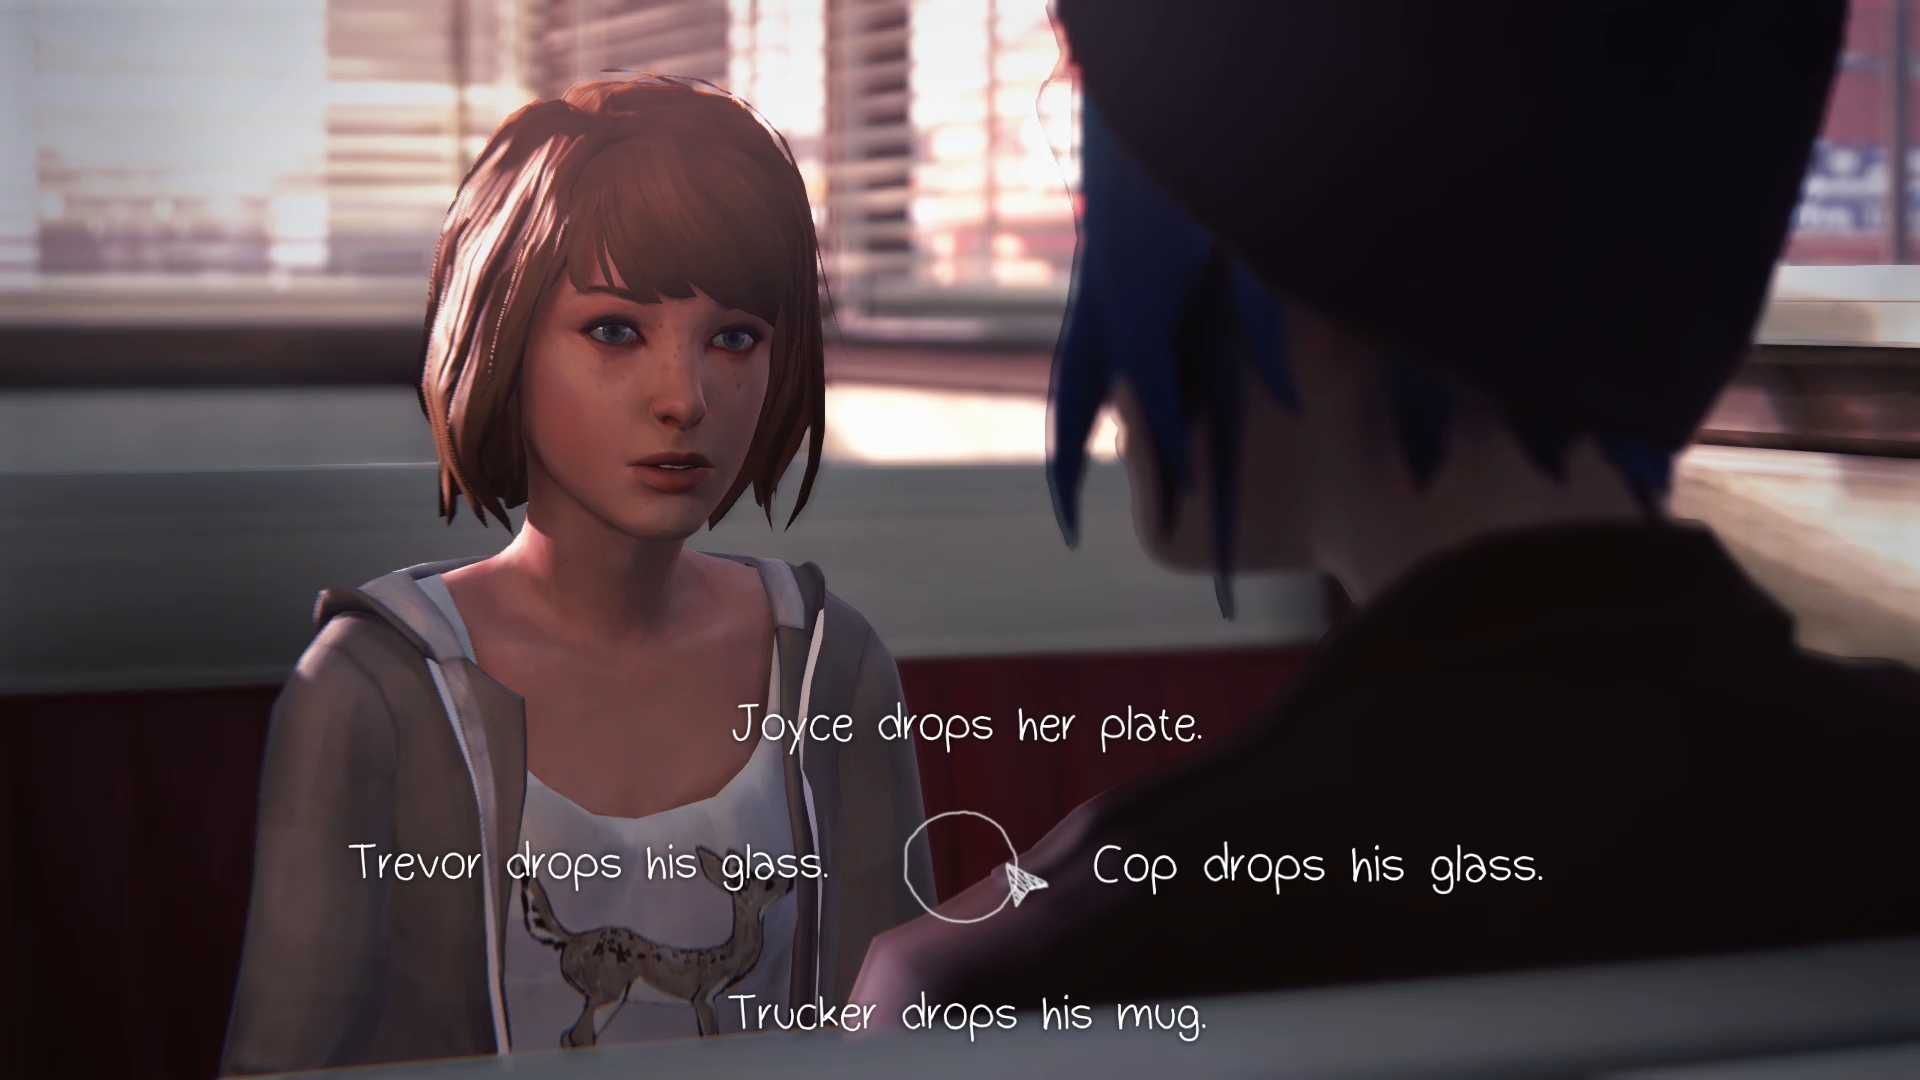 Joyce drops her plate.
Trevor drops his glass.
Cop drops his glass.
Trucker drops his mug.